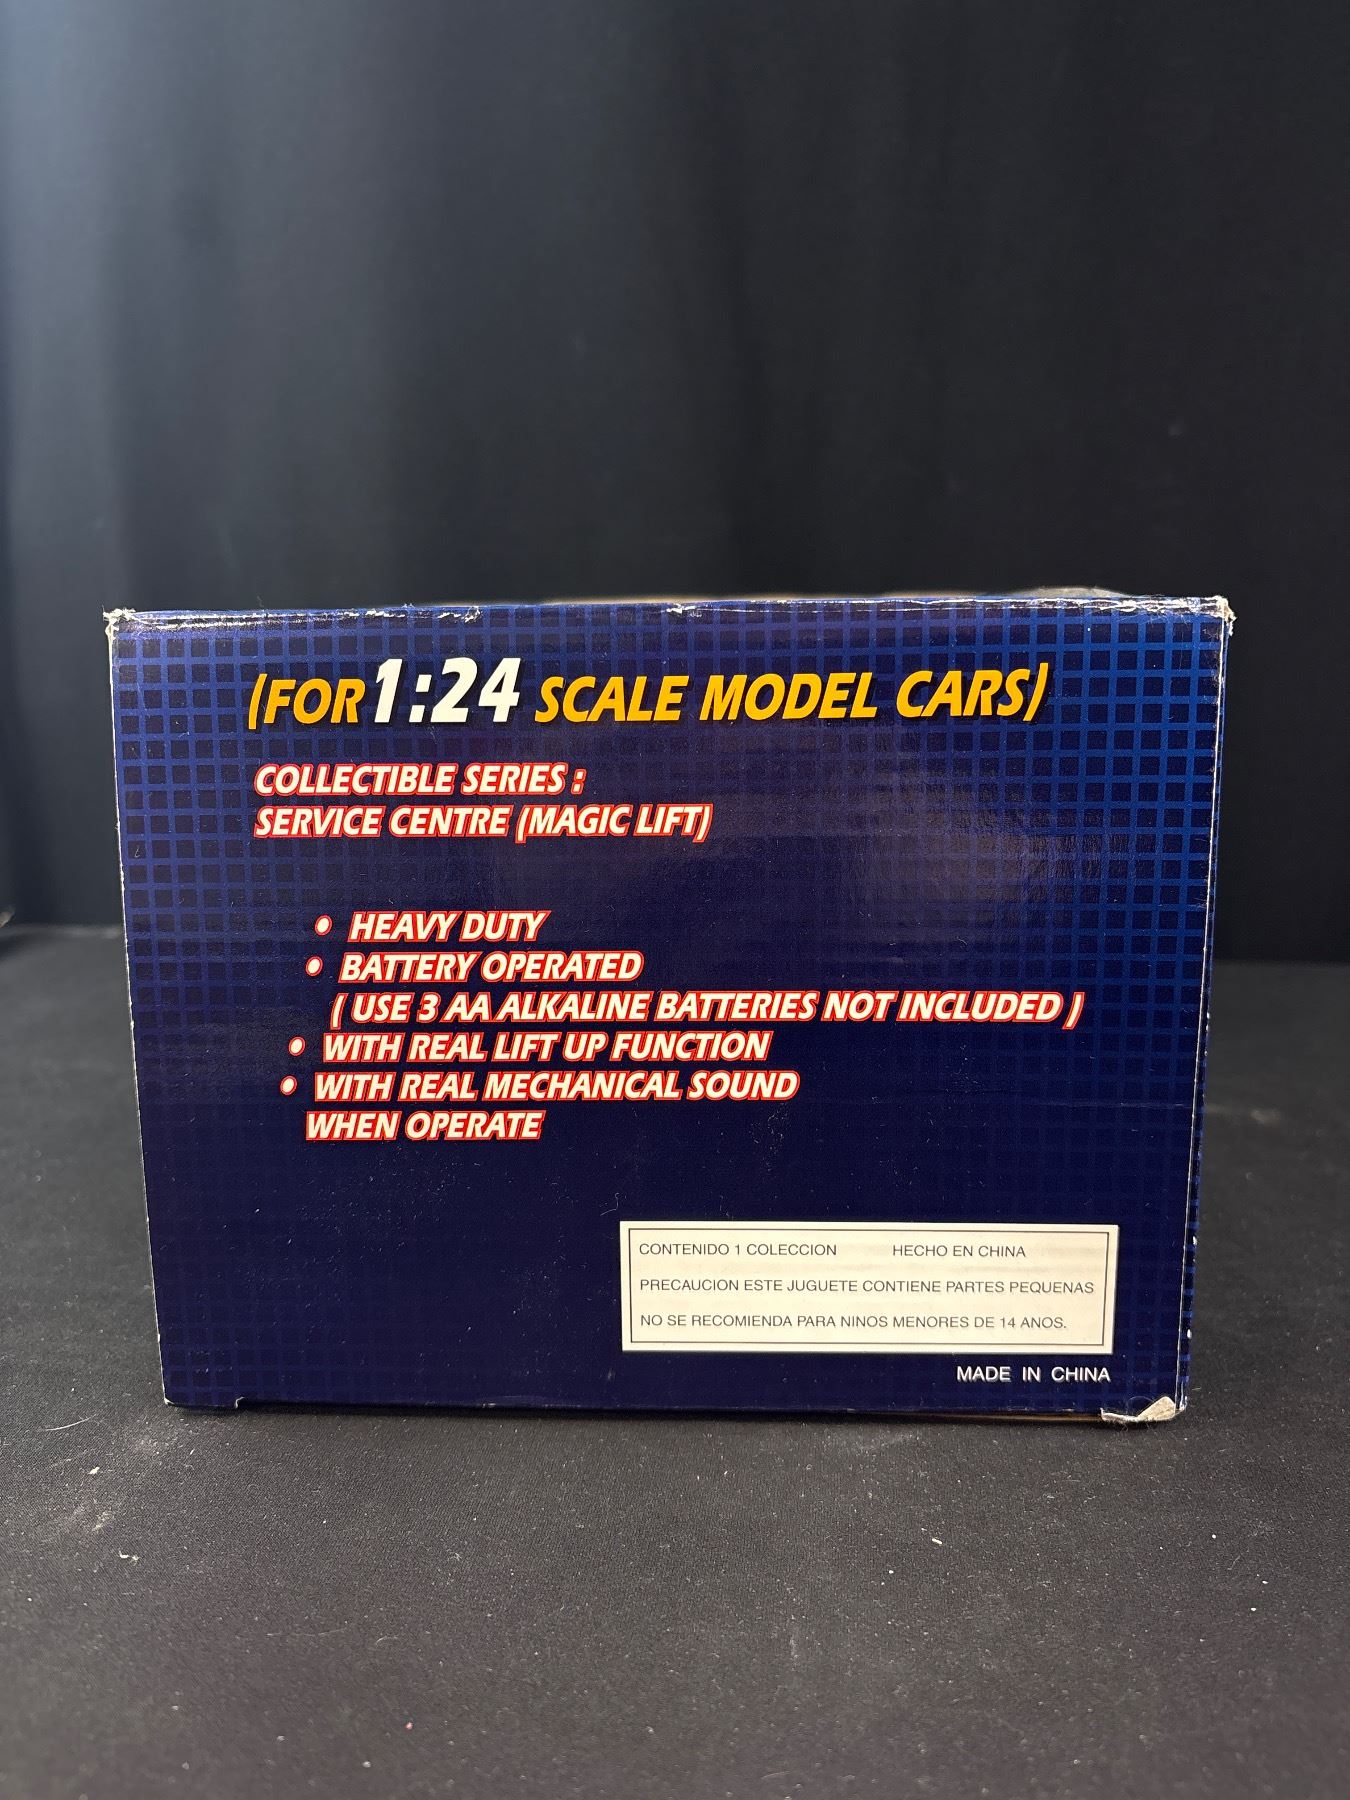 (FOR 1:24 SCALE MODEL CARS)
COLLECTIBLE SERIES :
SERVICE CENTRE (MAGIC LIFT)
• HEAVY DUTY
• BATTERY OPERATED
( USE 3 AA ALKALINE BATTERIES NOT INCLUDED )
• WITH REAL LIFT UP FUNCTION
• WITH REAL MECHANICAL SOUND
WHEN OPERATE
CONTENIDO 1 COLECCION HECHO EN CHINA
PRECAUCION ESTE JUGUETE CONTIENE PARTES PEQUENAS
NO SE RECOMIENDA PARA NINOS MENORES DE 14 ANOS.
MADE IN CHINA